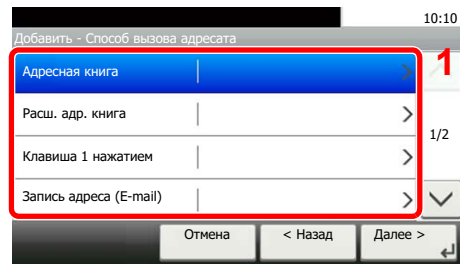 10:10
Добавить - Способ вызова адресата
Адресная книга
1
Расш. адр. книга
1/2
Клавиша 1 нажатием
Запись адреса (E-mail)
Отмена
< Назад
Далее >